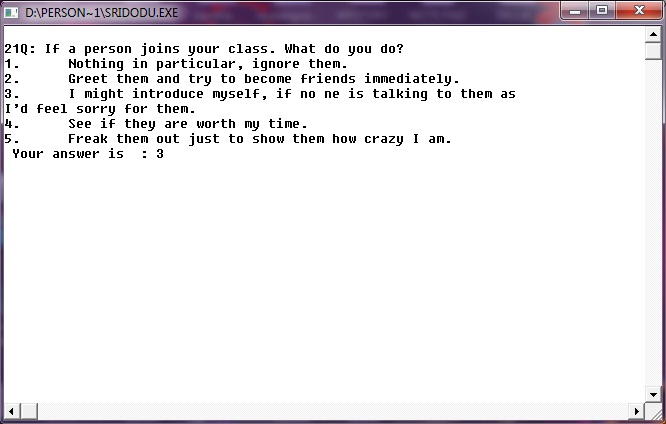 D:\PERSON~1\SRIDODU.EXE
21Q: If a person joins your class. What do you do?
1.      Nothing in particular, ignore them.
2.      Greet them and try to become friends immediately.
3.      I might introduce myself, if no ne is talking to them as
I'd feel sorry for them.
4.      See if they are worth my time.
5.      Freak them out just to show them how crazy I am.
 Your answer is  : 3